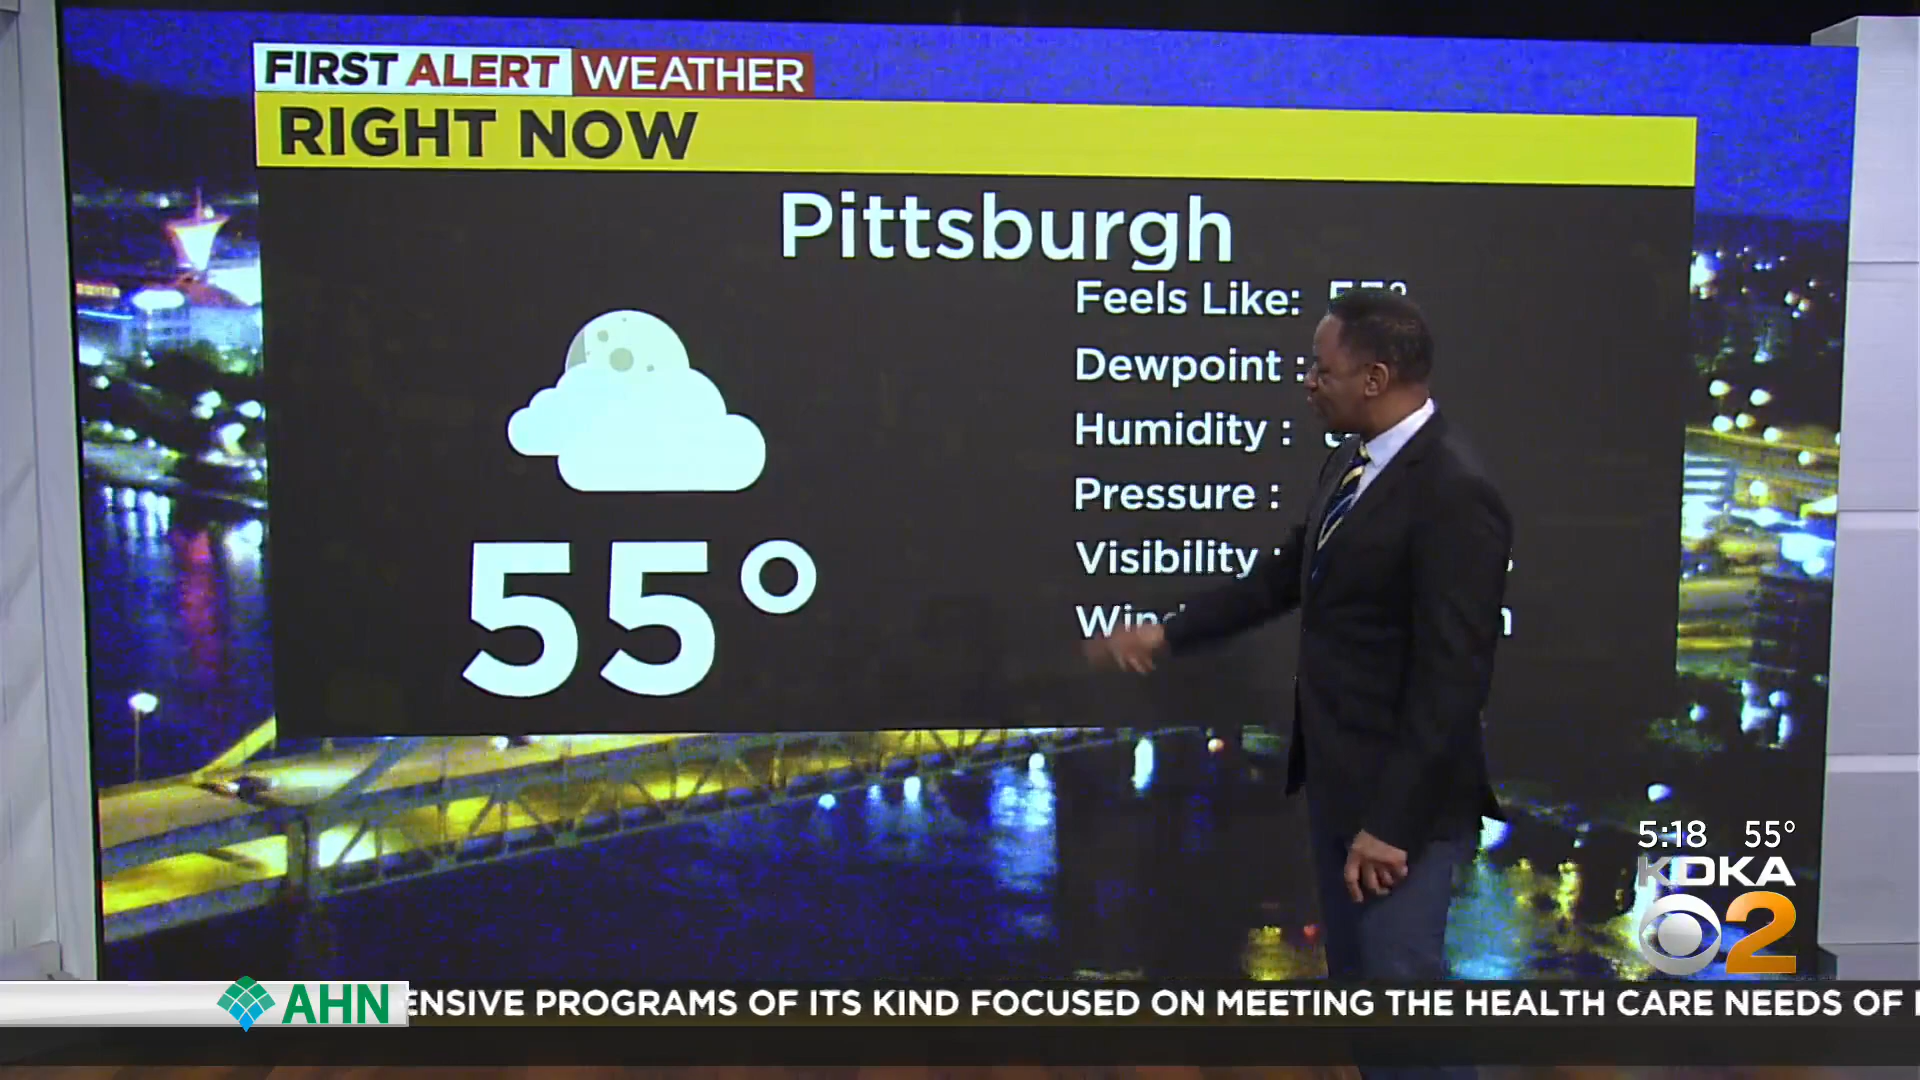 FIRST ALERT WEATHER
RIGHT NOW
Pittsburgh
Feels Like:
Dewpoint :
Humidity :
Pressure :
Visibility :
55°
5:18 55°
KDKA
2
AHN
PROGRAMS OF ITS KIND FOCUSED ON MEETING THE HEALTH CARE NEEDS OF